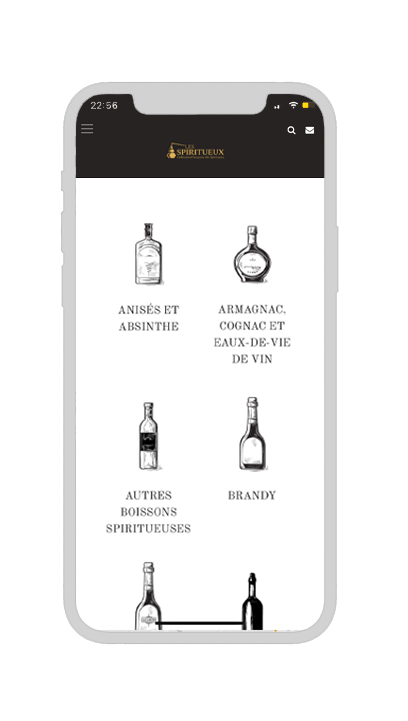 22:56
LES
SPIRITUEUX
ANISÉS ET
ABSINTHE
ARMAGNAC,
COGNAC ET
EAUX-DE-VIE
DE VIN
AUTRES
BOISSONS
SPIRITUEUSES
BRANDY